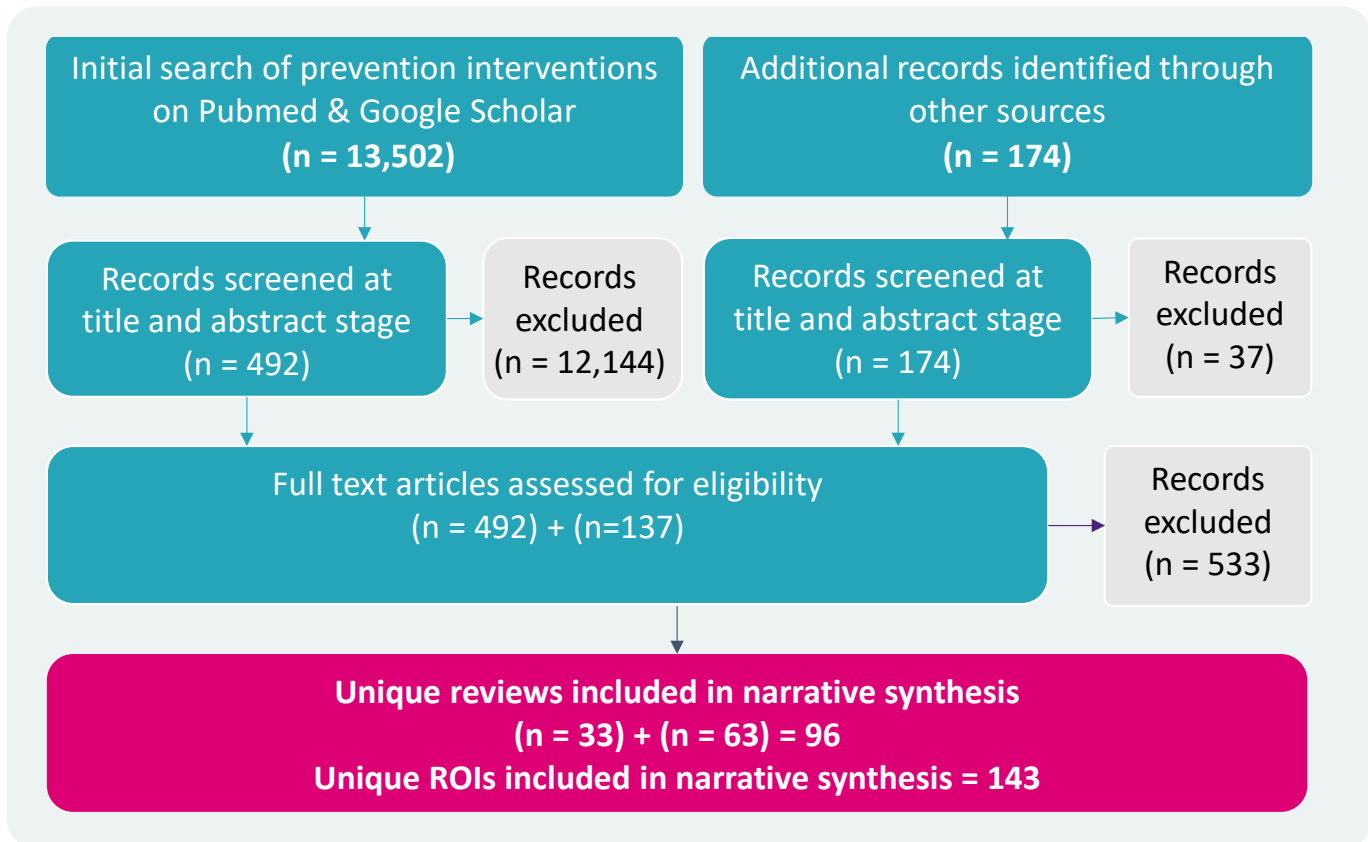 Initial search of prevention interventions
on Pubmed & Google Scholar
(n = 13,502)
Additional records identified through
other sources
(n = 174)
Records screened at
title and abstract stage
(n = 492)
Records
excluded
(n = 12,144)
Records screened at
title and abstract stage
(n = 174)
Records
excluded
(n = 37)
Full text articles assessed for eligibility
(n = 492) + (n=137)
Records
excluded
(n = 533)
Unique reviews included in narrative synthesis
(n = 33) + (n = 63) = 96
Unique ROIs included in narrative synthesis = 143